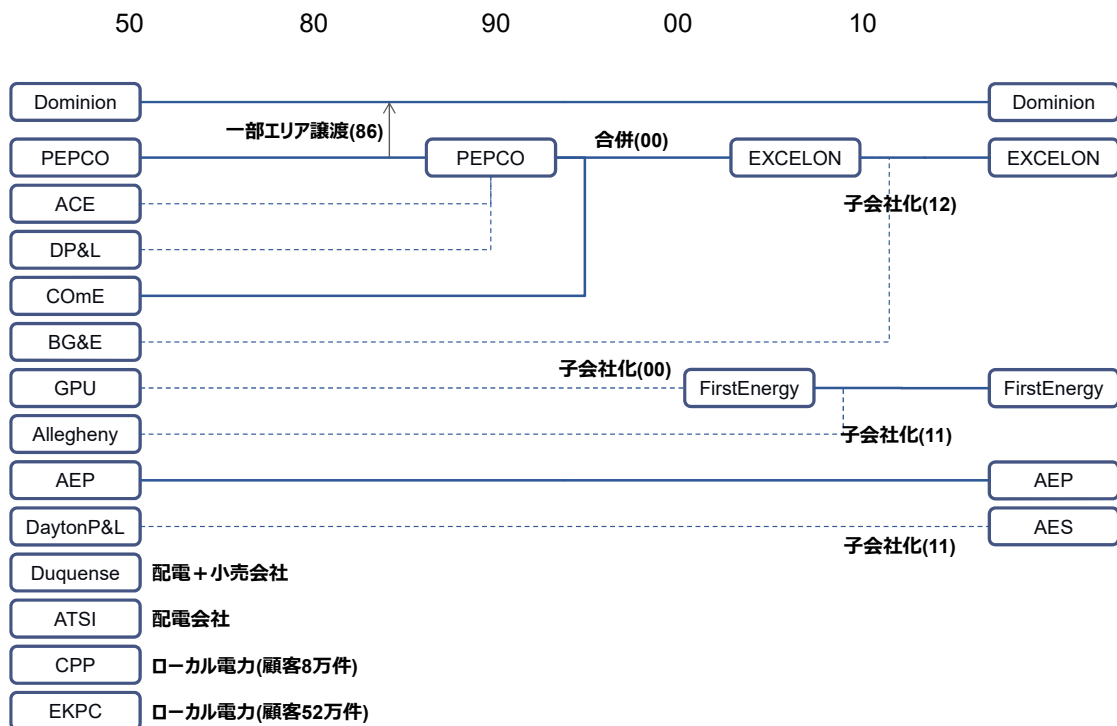 50 80 90 00 10
Dominion Dominion
一部エリア譲渡(86) 合併(00)
PEPCO PEPCO EXCELON EXCELON
ACE 子会社化(12)
DP&L
COmE
BG&E
子会社化(00)
GPU FirstEnergy FirstEnergy
Allegheny 子会社化(11)
AEP AEP
DaytonP&L AES
子会社化(11)
Duquense 配電＋小売会社
ATSI 配電会社
CPP ローカル電力(顧客8万件)
EKPC ローカル電力(顧客52万件)